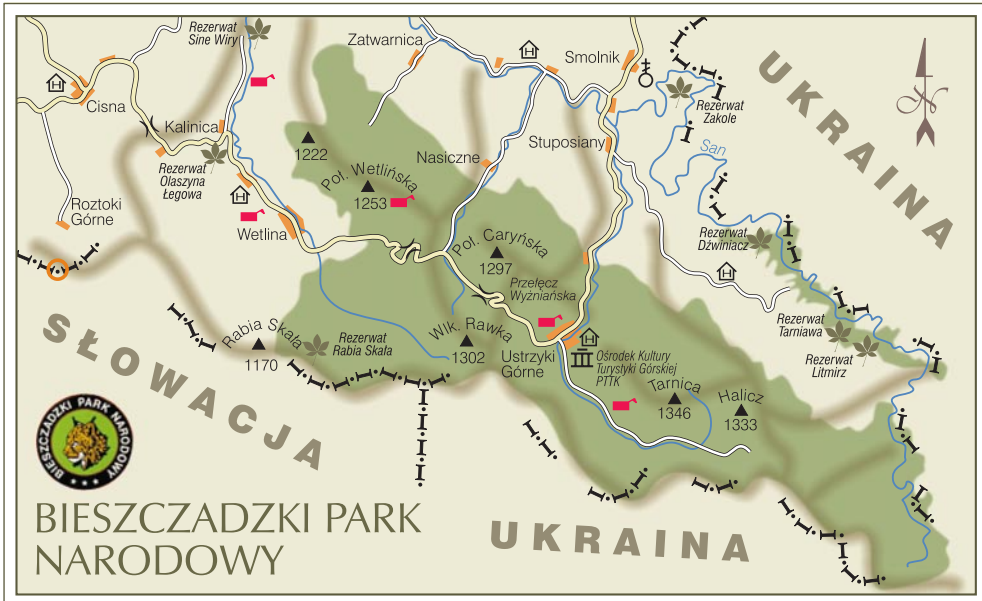 Rezerwat
Sine Wiry
Zatwarnica
H
Smolnik
UKRAINA
H
Cisna
Rezerwat
Zakole
N
Kalinica
Stuposiany
San
1222
Nasiczne
Rezerwat
Olaszyna
Łęgowa
Poł. Wetlińska
1253
H
Roztoki
Górne
Wetlina
Rezerwat
Dźwiniacz
Poł. Caryńska
1297
H
Przełęcz
Wyżniańska
SŁOWACJA
Rabia Skała
1170
Rezerwat
Rabia Skała
Wlk. Rawka
1302
Ustrzyki
Górne
H
Ośrodek Kultury
Turystyki Górskiej
PTTK
Rezerwat
Tarniawa
Rezerwat
Litmirz
Tarnica
1346
Halicz
1333
BIESZCZADZKI PARK NARODOWY
BIESZCZADZKI PARK
NARODOWY
UKRAINA